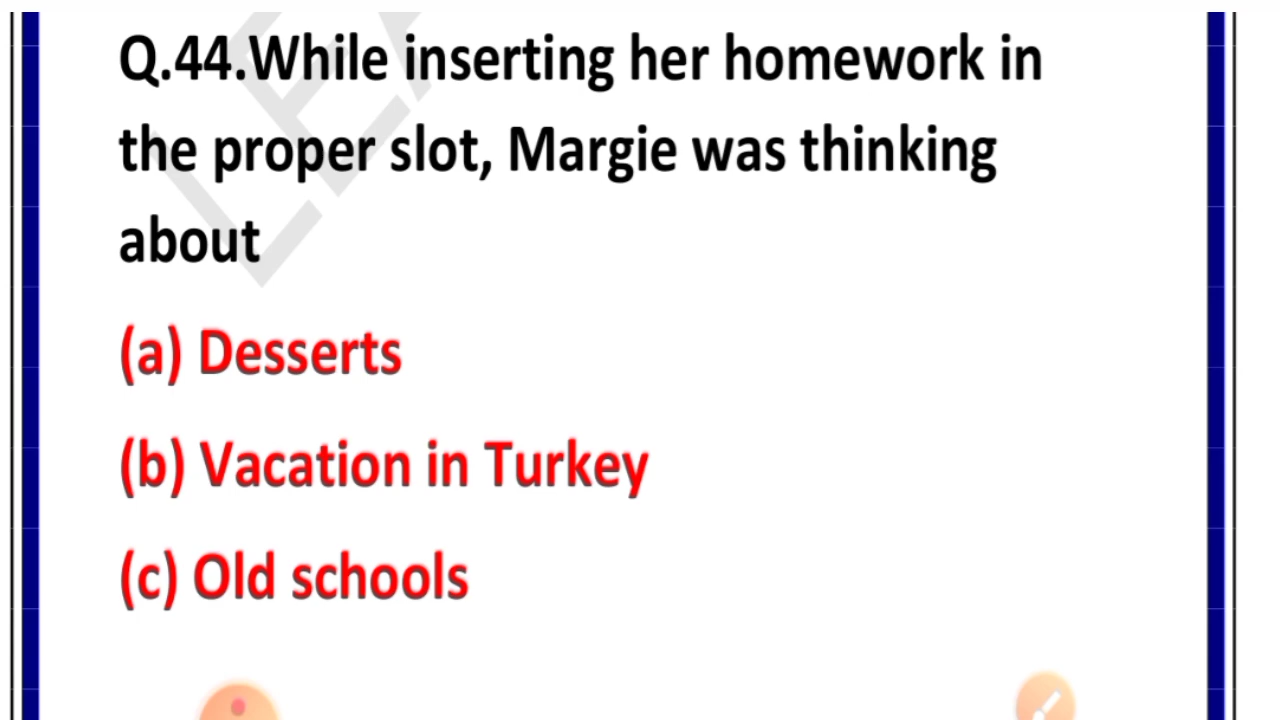 Q.44.While inserting her homework in
the proper slot, Margie was thinking
about
(a) Desserts
(b) Vacation in Turkey
(c) Old schools